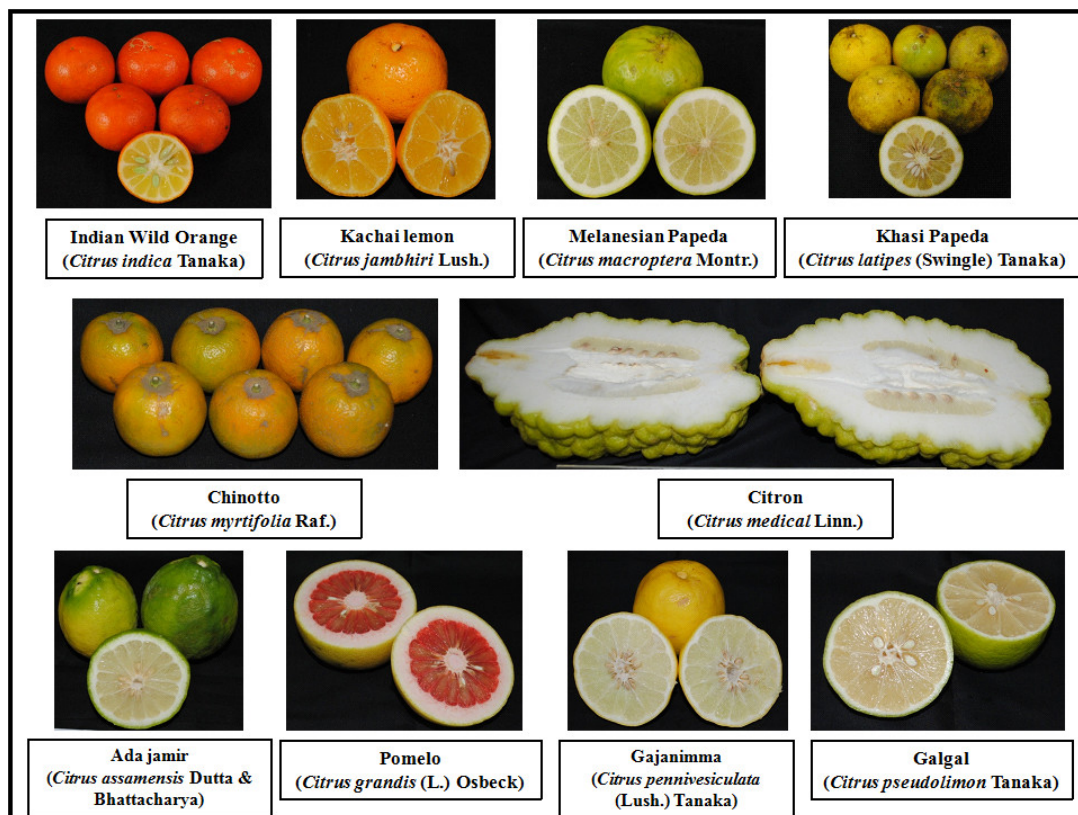 Indian Wild Orange
(Citrus indica Tanaka)
Kachai lemon
(Citrus jambhiri Lush.)
Melanesian Papeda
(Citrus macroptera Montr.)
Khasi Papeda
(Citrus latipes (Swingle) Tanaka)
Chinotto
(Citrus myrtifolia Raf.)
Citron
(Citrus medical Linn.)
Ada jamir
(Citrus assamensis Dutta &
Bhattacharya)
Pomelo
(Citrus grandis (L.) Osbeck)
Gajanimma
(Citrus pennivesiculata
(Lush.) Tanaka)
Galgal
(Citrus pseudolimon Tanaka)